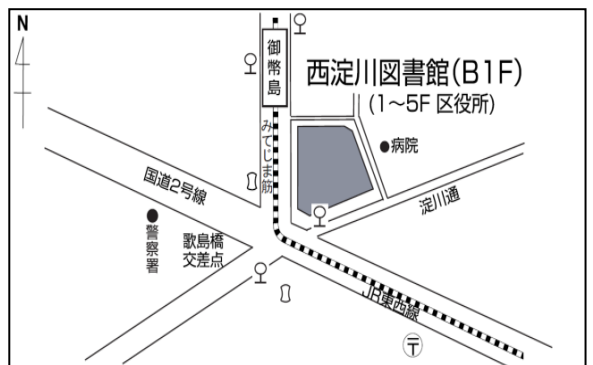 N
御幣島
西淀川図書館(B1F)
(1〜5F 区役所)
みてじま筋
病院
国道2号線
淀川通
警察署
歌島橋
交差点
JR東西線
〒